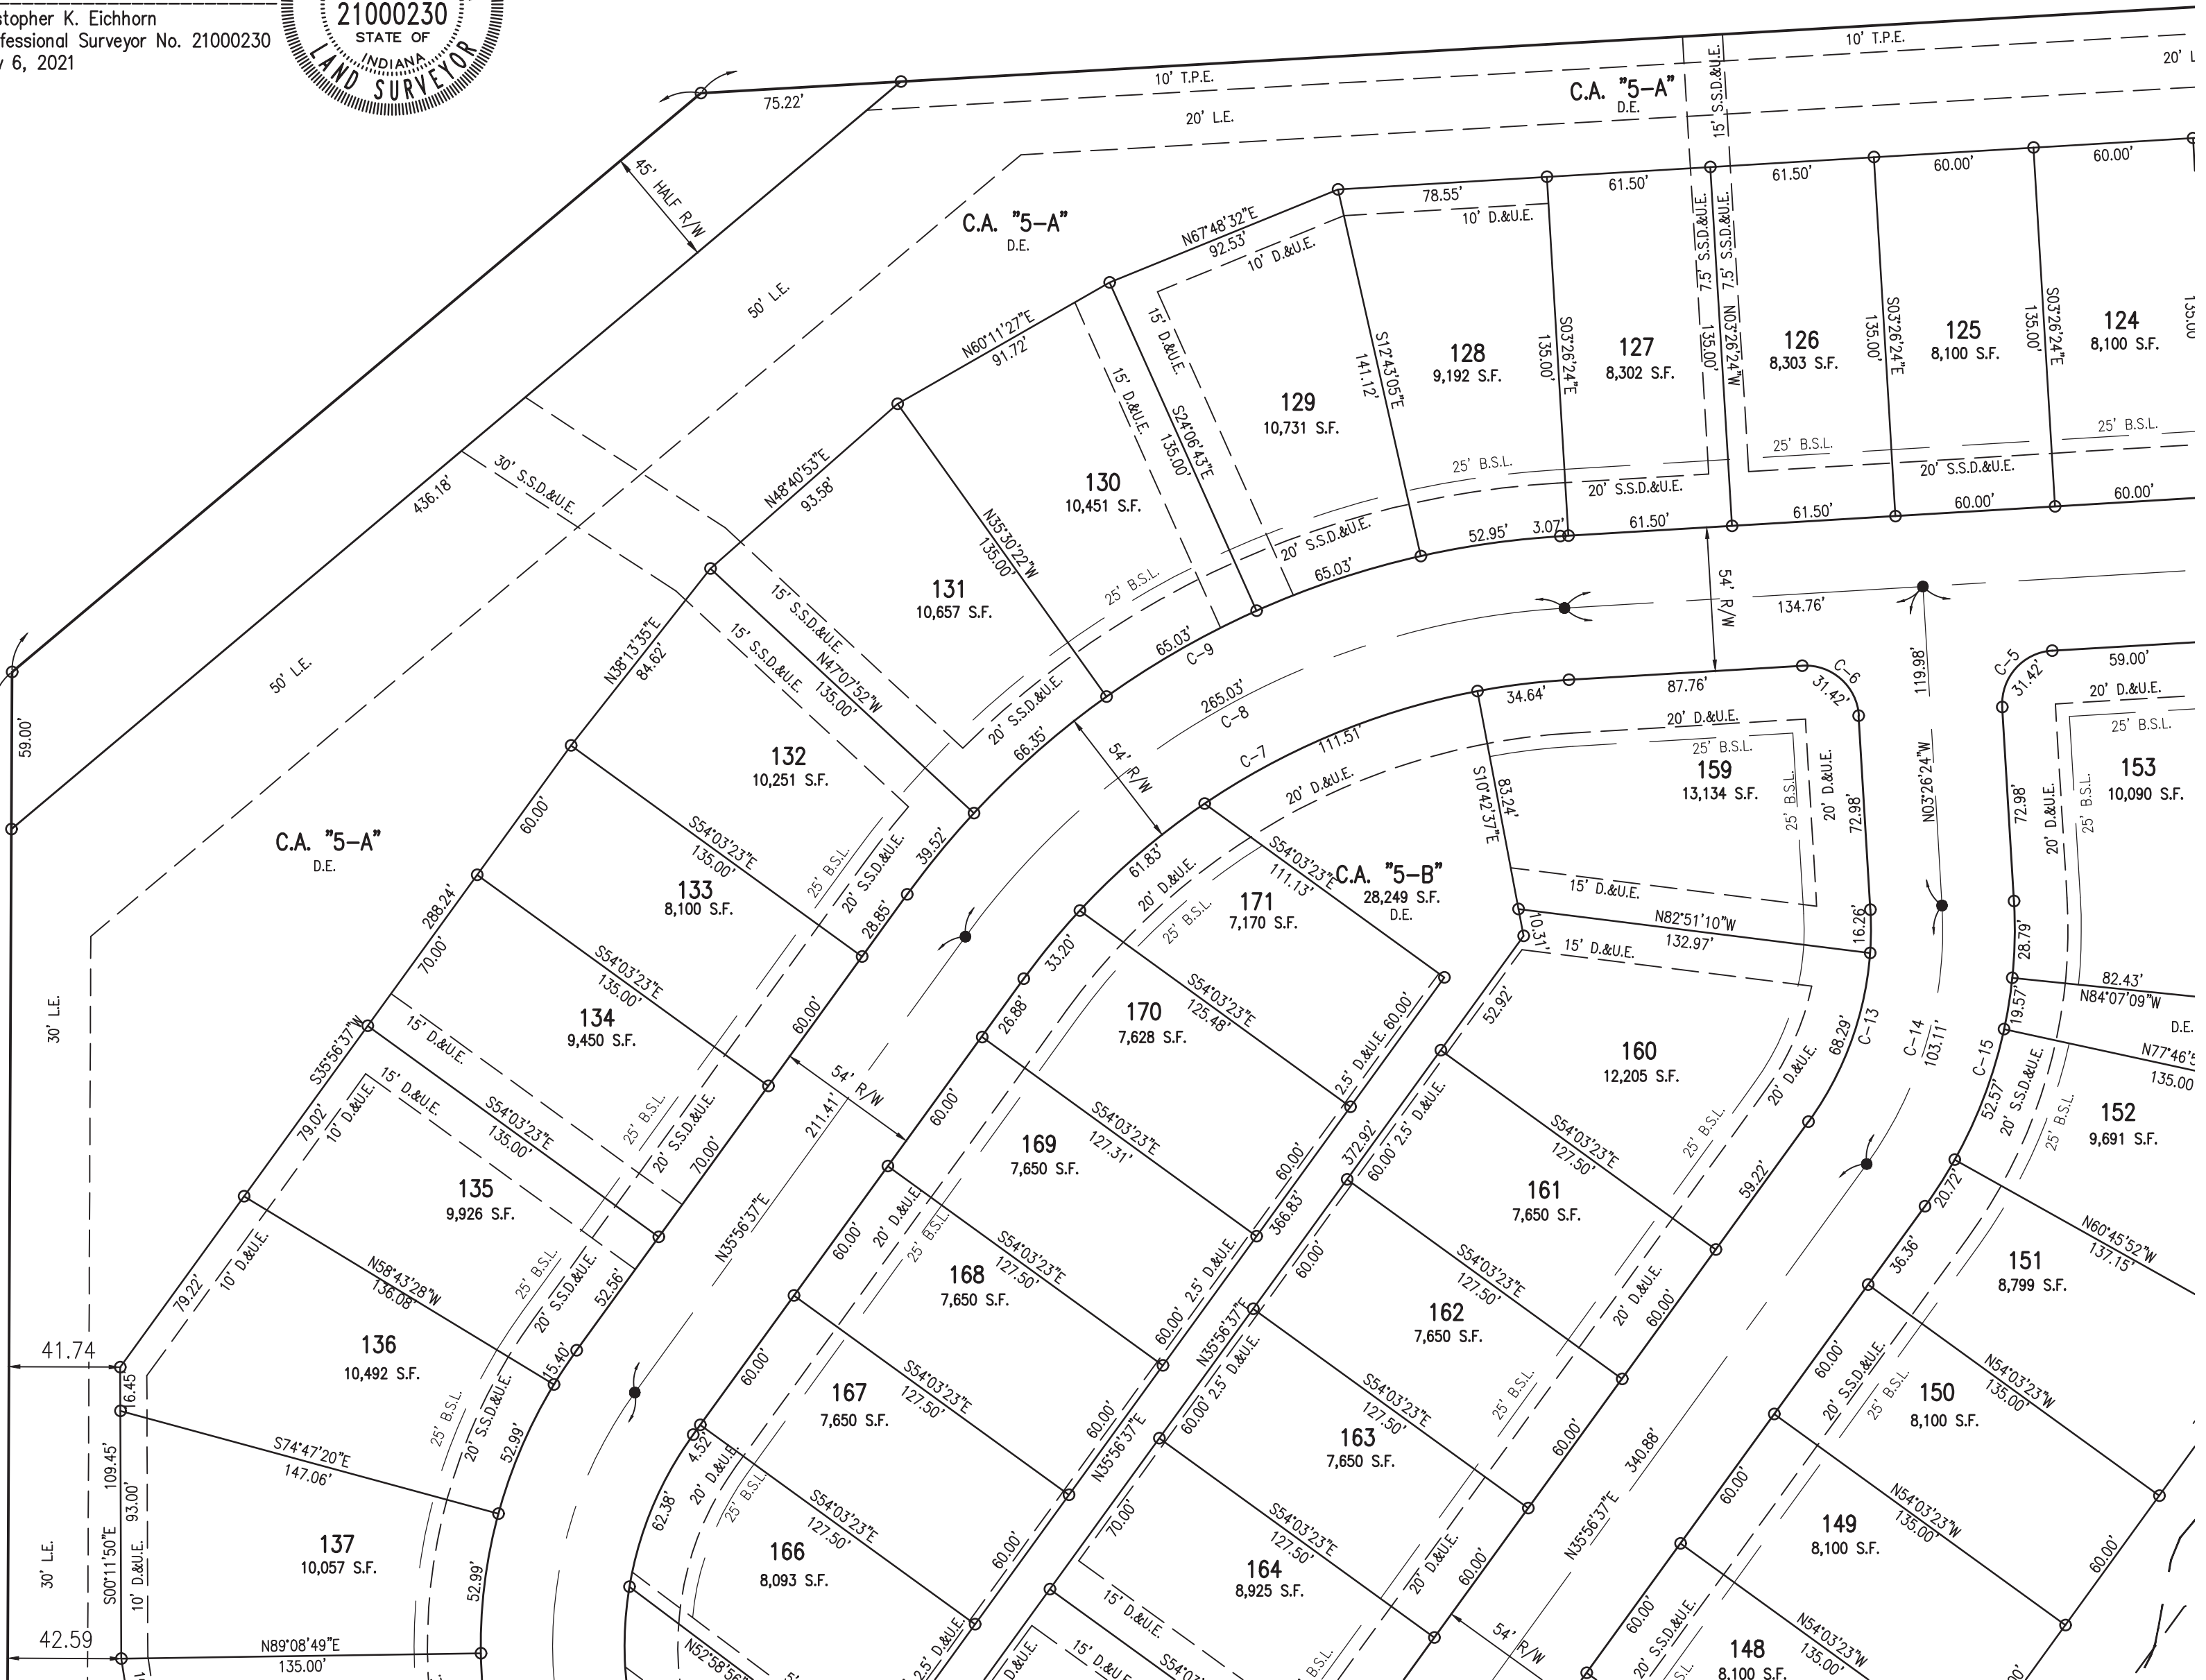 stopher K. Eichhorn
fessional Surveyor No. 21000230
6, 2021
21000230
STATE OF
INDIANA
LAND SURVEYOR
75.22'
10' T.P.E.
20' L.E.
C.A. "5-A"
D.E.
15' S.S.D.&U.E.
10' T.P.E.
45' HALF R/W
C.A. "5-A"
D.E.
50' L.E.
N67°48'32"E
92.53'
10' D.&U.E.
78.55'
10' D.&U.E.
61.50'
61.50'
60.00'
60.00'
N60°11'27"E
91.72'
15' D.&U.E.
15' D.&U.E.
S24°06'43"E
135.00'
129
10,731 S.F.
S12°43'05"E
141.12'
128
9,192 S.F.
S03°26'24"E
135.00'
127
8,302 S.F.
7.5' S.S.D.&U.E.
7.5' S.S.D.&U.E.
135.00'
N03°26'24"W
126
8,303 S.F.
S03°26'24"E
135.00'
125
8,100 S.F.
S03°26'24"E
135.00'
124
8,100 S.F.
25' B.S.L.
20' S.S.D.&U.E.
25' B.S.L.
20' S.S.D.&U.E.
25' B.S.L.
436.18'
30' S.S.D.&U.E.
N48°40'53"E
93.58'
N35°30'22"W
135.00'
130
10,451 S.F.
20' S.S.D.&U.E.
25' B.S.L.
52.95'
3.07'
61.50'
61.50'
60.00'
60.00'
131
10,657 S.F.
65.03'
65.03'
C-9
54' R/W
134.76'
15' S.S.D.&U.E.
15' S.S.D.&U.E.
N47°07'52"W
135.00'
N38°13'35"E
84.62'
50' L.E.
59.00'
20' S.S.D.&U.E.
66.35'
265.03'
C-8
54' R/W
C-7
111.51'
34.64'
87.76'
C-6
31.42'
119.98'
N03°26'24"W
C-5
31.42'
59.00'
20' D.&U.E.
25' B.S.L.
132
10,251 S.F.
20' D.&U.E.
20' D.&U.E.
25' B.S.L.
159
13,134 S.F.
25' B.S.L.
20' D.&U.E.
72.98'
72.98'
20' D.&U.E.
25' B.S.L.
153
10,090 S.F.
C.A. "5-A"
D.E.
60.00'
S54°03'23"E
135.00'
25' B.S.L.
20' S.S.D.&U.E.
39.52'
28.85'
133
8,100 S.F.
61.83'
20' D.&U.E.
25' B.S.L.
S54°03'23"E
111.13'
C.A. "5-B"
28,249 S.F.
D.E.
S10°42'37"E
83.24'
15' D.&U.E.
N82°51'10"W
132.97'
10.31'
15' D.&U.E.
16.26'
171
7,170 S.F.
28.79'
82.43'
N84°07'09"W
19.57'
D.E.
288.24'
70.00'
S54°03'23"E
135.00'
134
9,450 S.F.
60.00'
33.20'
26.88'
170
7,628 S.F.
S54°03'23"E
125.48'
2.5' D.&U.E.
60.00'
52.92'
160
12,205 S.F.
68.29'
C-13
C-14
103.11'
C-15
52.57'
20' D.&U.E.
25' B.S.L.
20' S.S.D.&U.E.
25' B.S.L.
135.00'
152
9,691 S.F.
30' L.E.
15' D.&U.E.
S35°56'37"W
79.02'
10' D.&U.E.
15' D.&U.E.
S54°03'23"E
135.00'
25' B.S.L.
20' S.S.D.&U.E.
70.00'
211.41'
54' R/W
60.00'
169
7,650 S.F.
S54°03'23"E
127.31'
60.00'
366.83'
372.92'
60.00'
2.5' D.&U.E.
S54°03'23"E
127.50'
161
7,650 S.F.
59.22'
20.72'
N60°45'52"W
137.15'
151
8,799 S.F.
36.36'
135
9,926 S.F.
79.22'
10' D.&U.E.
N58°43'28"W
136.08'
25' B.S.L.
20' S.S.D.&U.E.
52.56'
N35°56'37"E
60.00'
20' D.&U.E.
25' B.S.L.
S54°03'23"E
127.50'
168
7,650 S.F.
2.5' D.&U.E.
60.00'
60.00'
S54°03'23"E
127.50'
162
7,650 S.F.
20' D.&U.E.
60.00'
60.00'
20' S.S.D.&U.E.
25' B.S.L.
N54°03'23"W
135.00'
150
8,100 S.F.
41.74
16.45'
136
10,492 S.F.
15.40'
60.00'
167
7,650 S.F.
S54°03'23"E
127.50'
60.00'
N35°56'37"E
N35°56'37"E
2.5' D.&U.E.
60.00'
S54°03'23"E
127.50'
163
7,650 S.F.
25' B.S.L.
60.00'
340.88'
N35°56'37"E
60.00'
N54°03'23"W
135.00'
149
8,100 S.F.
S74°47'20"E
147.06'
25' B.S.L.
20' S.S.D.&U.E.
52.99'
4.52'
62.38'
20' D.&U.E.
25' B.S.L.
S54°03'23"E
127.50'
166
8,093 S.F.
60.00'
70.00'
S54°03'23"E
127.50'
164
8,925 S.F.
20' D.&U.E.
60.00'
60.00'
60.00'
109.45'
S00°11'50"E
93.00'
10' D.&U.E.
30' L.E.
137
10,057 S.F.
52.99'
42.59
N89°08'49"E
135.00'
N52°58'56"
2.5' D.&U.E.
D.&U.E.
15' D.&U.E.
15' D.&U.E.
S54°03'
B.S.L.
54' R/W
20' S.S.D.&U.E.
N54°03'23"W
135.00'
148
8,100 S.F.